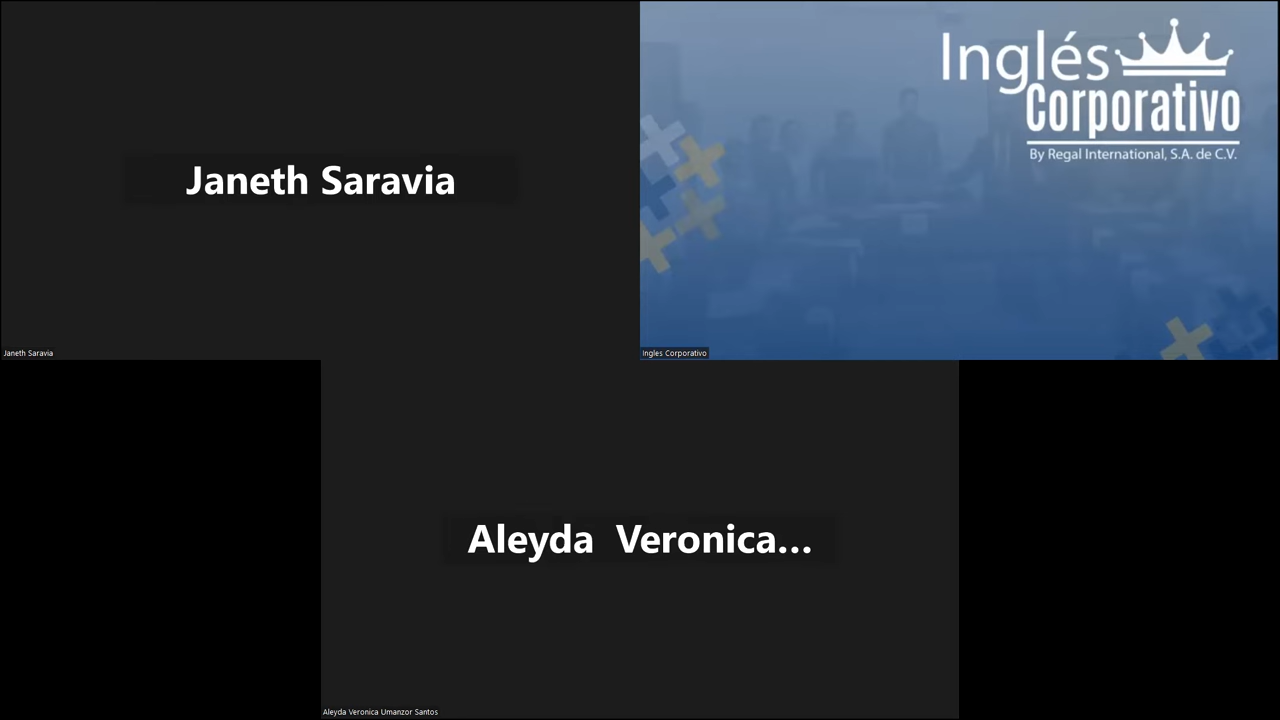 Janeth Saravia
Janeth Saravia
Inglés
Corporativo
By Regal International, S.A. de C.V.
Ingles Corporativo
Aleyda Veronica...
Aleyda Veronica Umanzor Santos